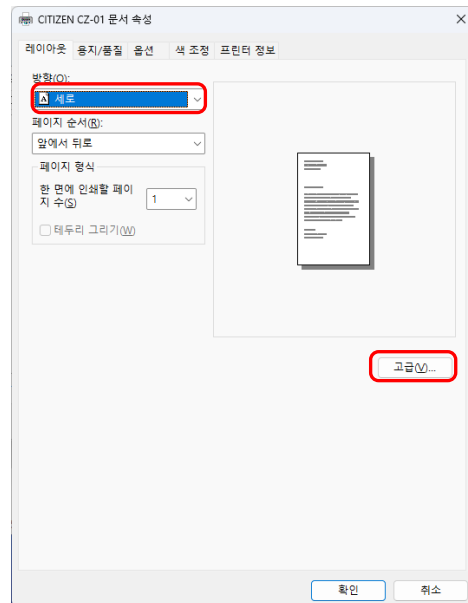 CITIZEN CZ-01 문서 속성
레이아웃 용지/품질 옵션 색 조정 프린터 정보
방향(O):
세로
페이지 순서(R):
앞에서 뒤로
페이지 형식
한 면에 인쇄할 페이
지 수(S)
1
테두리 그리기(W)
고급(V)...
확인 취소